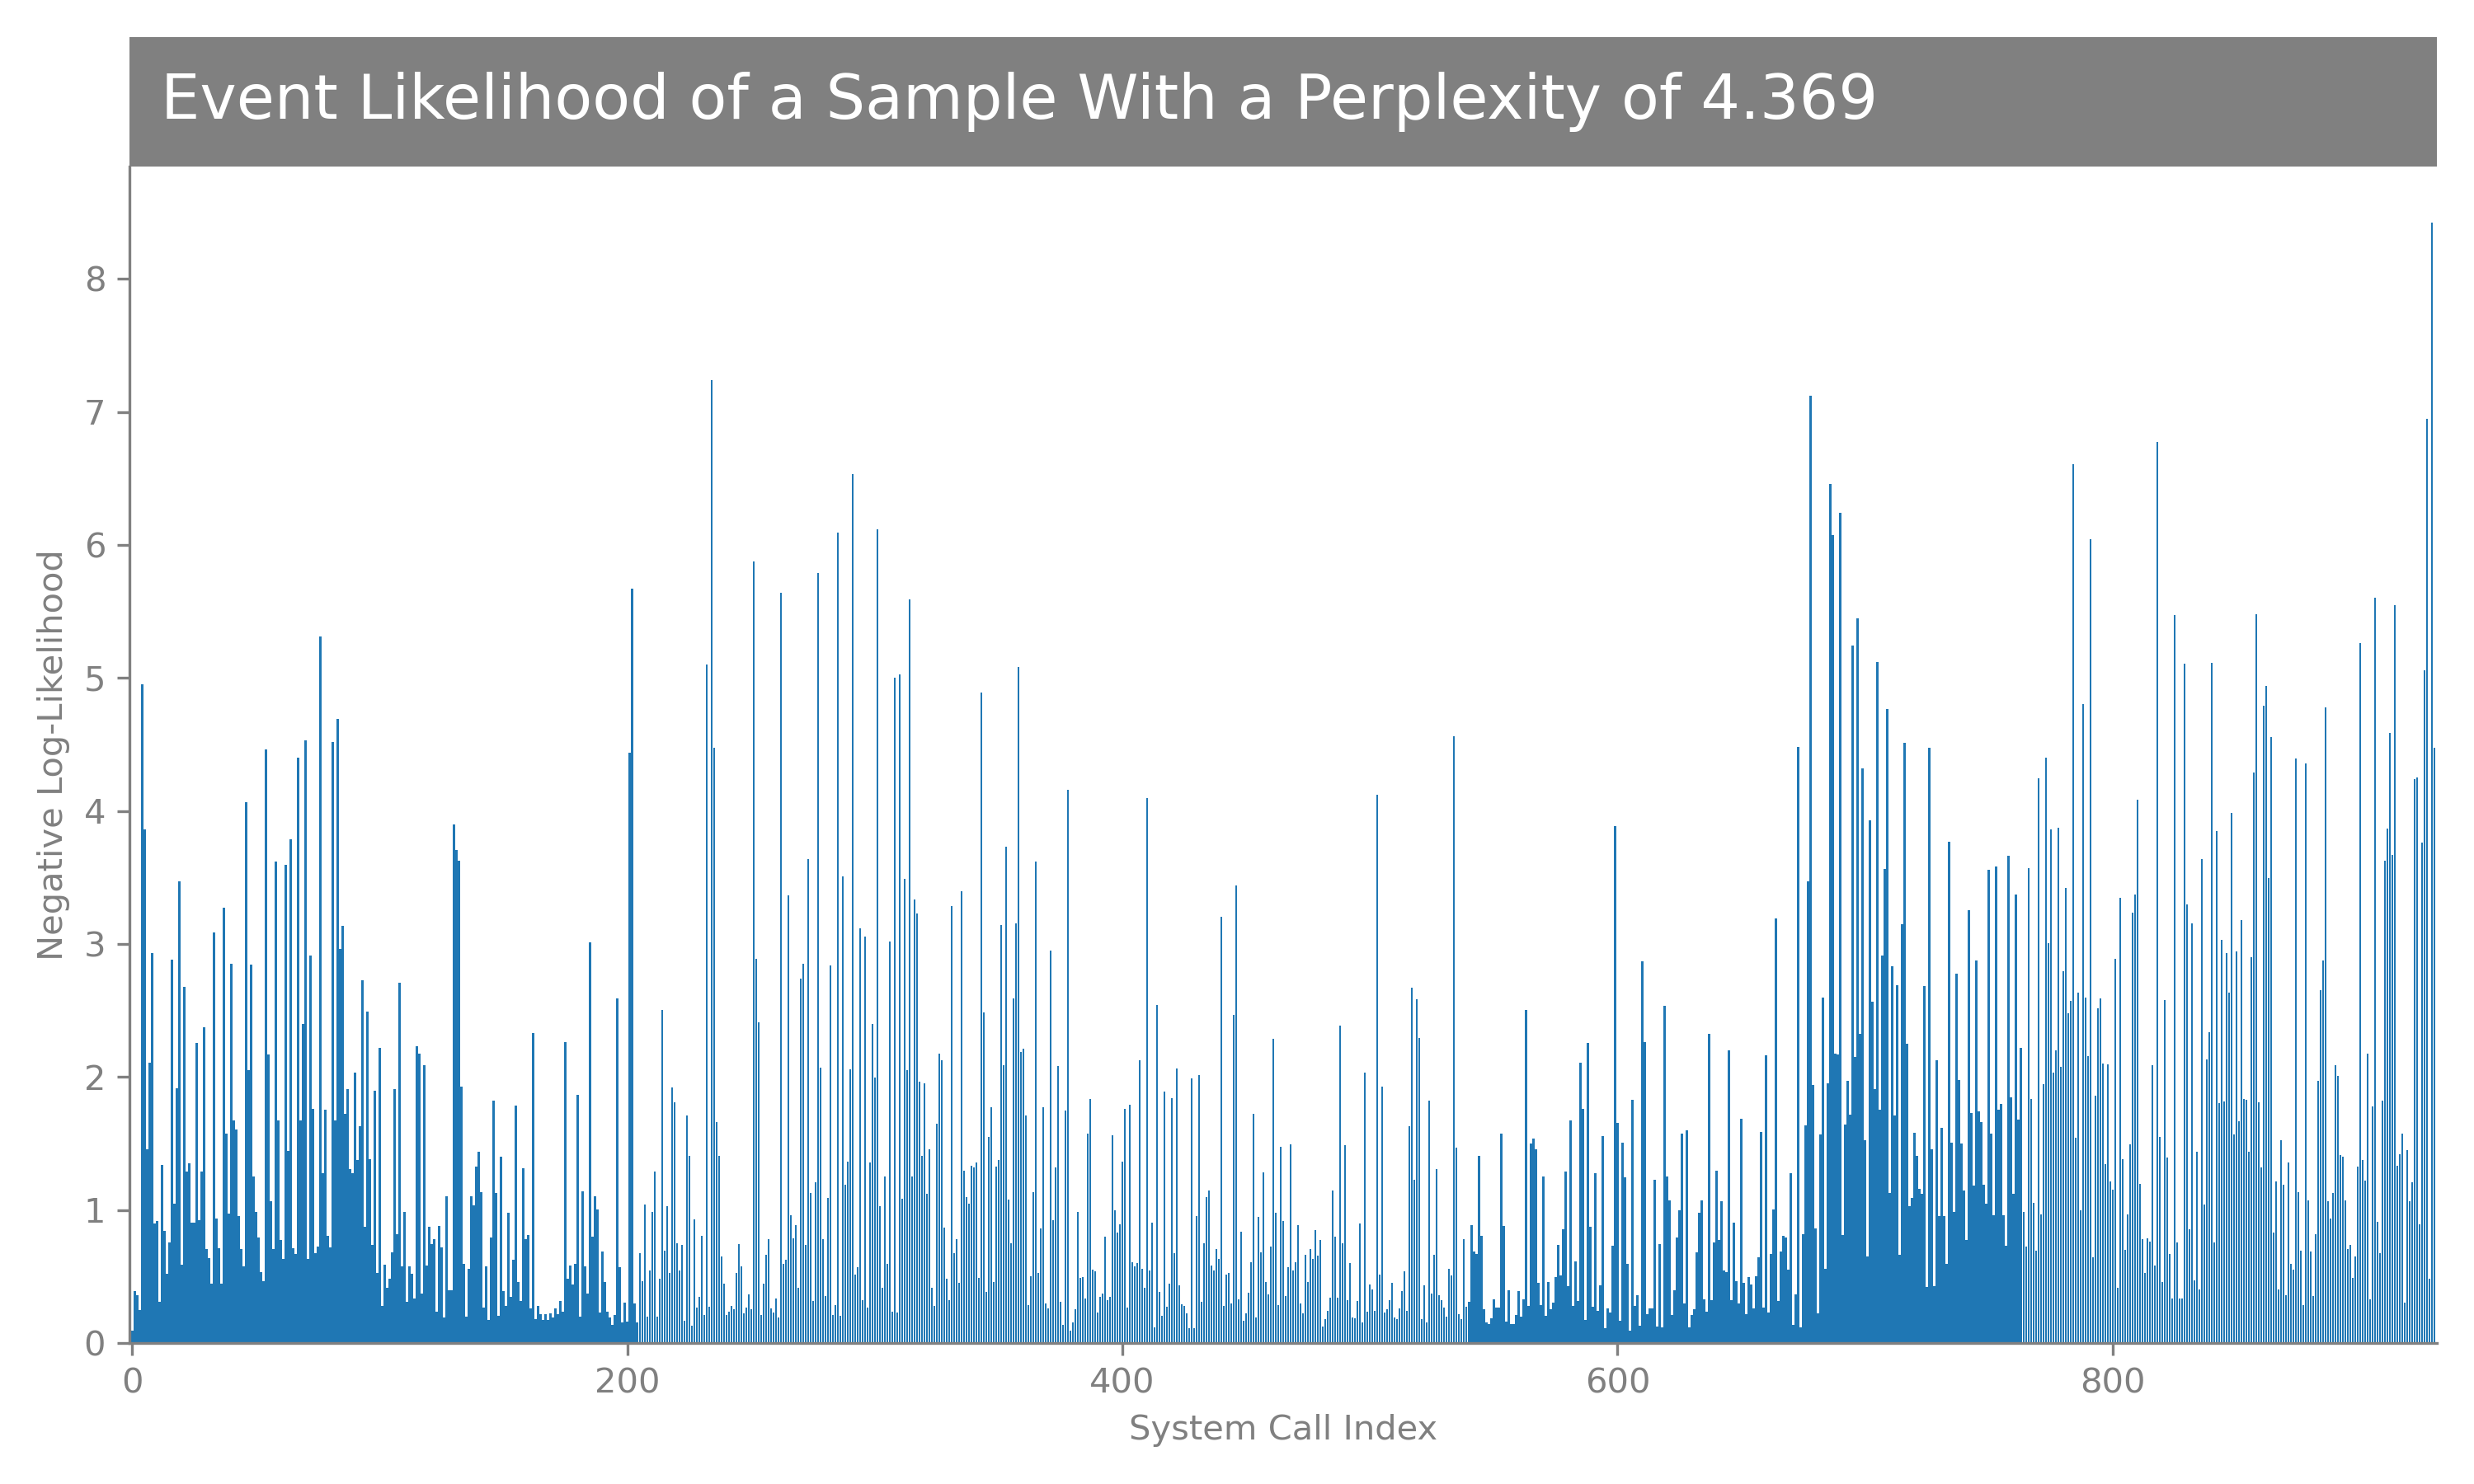 Event Likelihood of a Sample With a Perplexity of 4.369
Negative Log-Likelihood
8
7
6
5
4
3
2
1
0
0 200 400 600 800
System Call Index